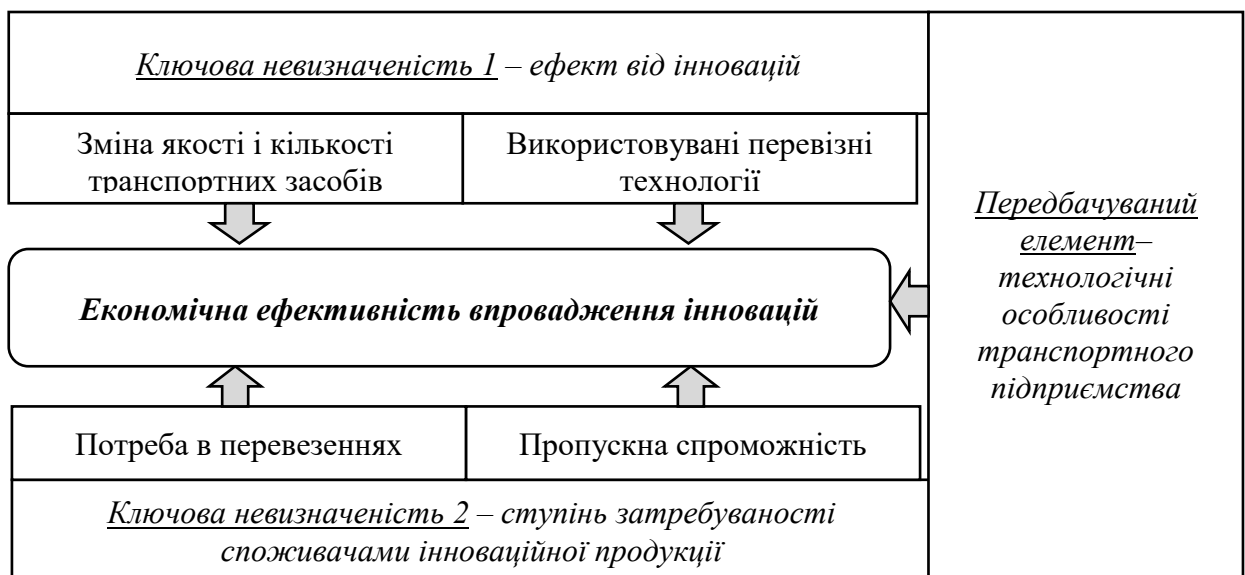 Ключова невизначеність 1 – ефект від інновацій
Зміна якості і кількості
транспортних засобів
Використовувані перевізні
технології
Економічна ефективність впровадження інновацій
Потреба в перевезеннях
Пропускна спроможність
Ключова невизначеність 2 – ступінь затребуваності
споживачами інноваційної продукції
Передбачуваний
елемент–
технологічні
особливості
транспортного
підприємства